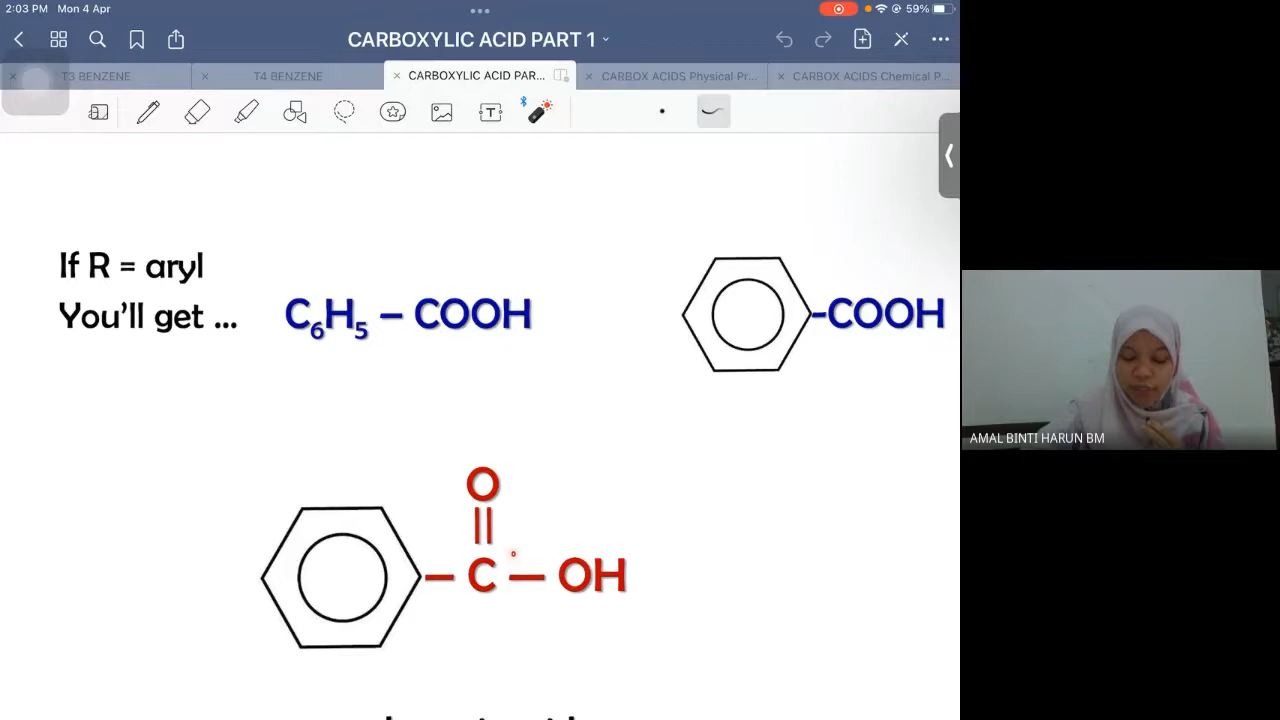 2:03 PM Mon 4 Apr
59%
CARBOXYLIC ACID PART 1
T3 BENZENE
T4 BENZENE
CARBOXYLIC ACID PAR...
CARBOX ACIDS Physical Pr...
CARBOX ACIDS Chemical P...
T
If R = aryl
You'll get ...
C₆H₅ – COOH
-COOH
O
C – OH
AMAL BINTI HARUN BM